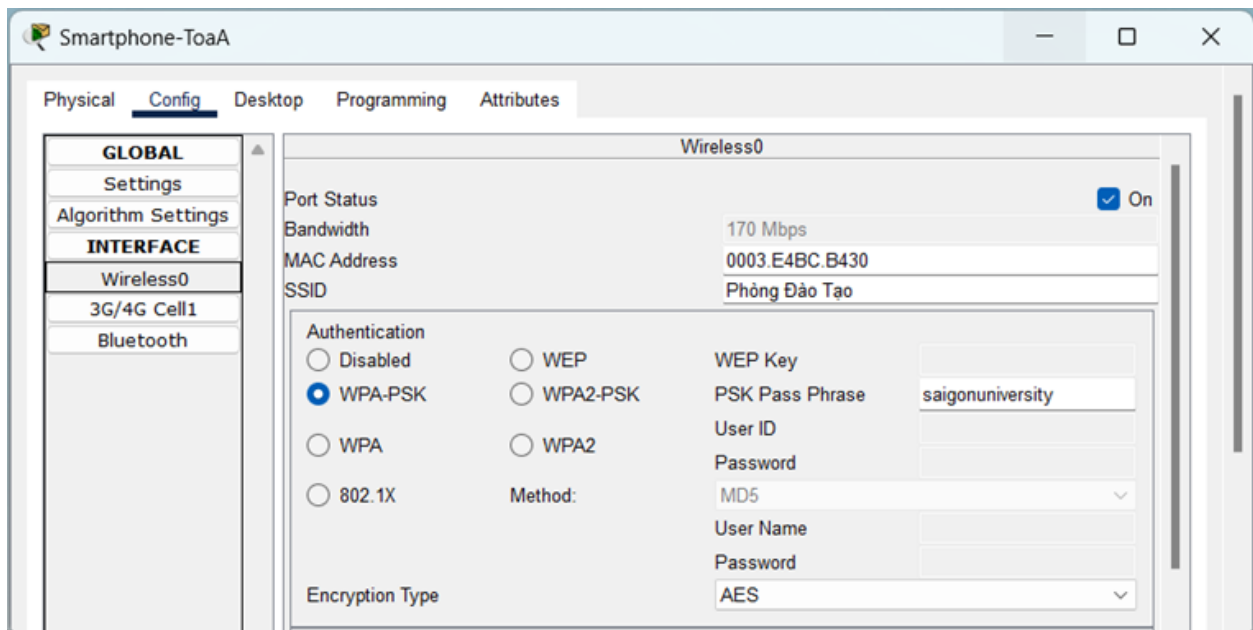 Smartphone-ToaA
Physical Config Desktop Programming Attributes
GLOBAL
Settings
Algorithm Settings
INTERFACE
Wireless0
3G/4G Cell1
Bluetooth
Wireless0
Port Status On
Bandwidth 170 Mbps
MAC Address 0003.E4BC.B430
SSID Phòng Đào Tạo
Authentication
Disabled WEP WEP Key
WPA-PSK WPA2-PSK PSK Pass Phrase saigonuniversity
User ID
WPA WPA2
Password
802.1X Method: MD5
User Name
Password
Encryption Type AES